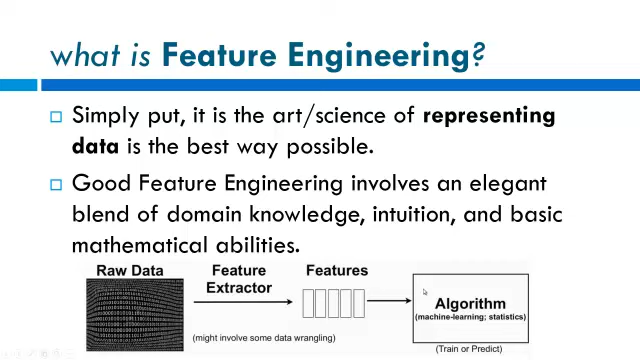 what is Feature Engineering?
Simply put, it is the art/science of representing
data is the best way possible.
Good Feature Engineering involves an elegant
blend of domain knowledge, intuition, and basic
mathematical abilities.
Raw Data
Feature
Extractor
Features
(might involve some data wrangling)
Algorithm
(machine-learning; statistics)
(Train or Predict)